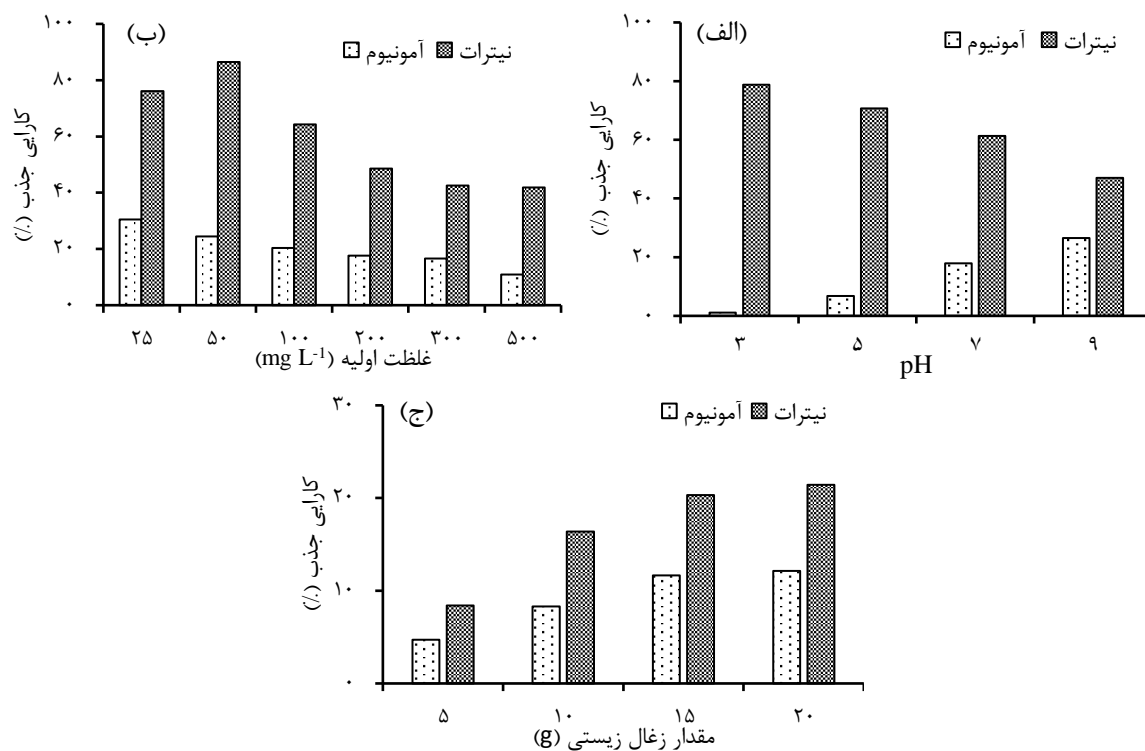 (الف)
آمونیوم نیترات
کارایی جذب (٪)
۱۰۰
۸۰
۶۰
۴۰
۲۰
۰
۳ ۵ ۷ ۹
pH
(ب)
آمونیوم نیترات
کارایی جذب (٪)
۱۰۰
۸۰
۶۰
۴۰
۲۰
۰
۲۵ ۵۰ ۱۰۰ ۲۰۰ ۳۰۰ ۵۰۰
غلظت اولیه (mg L-1)
(ج)
آمونیوم نیترات
کارایی جذب (٪)
۳۰
۲۰
۱۰
۰
۵ ۱۰ ۱۵ ۲۰
مقدار زغال زیستی (g)